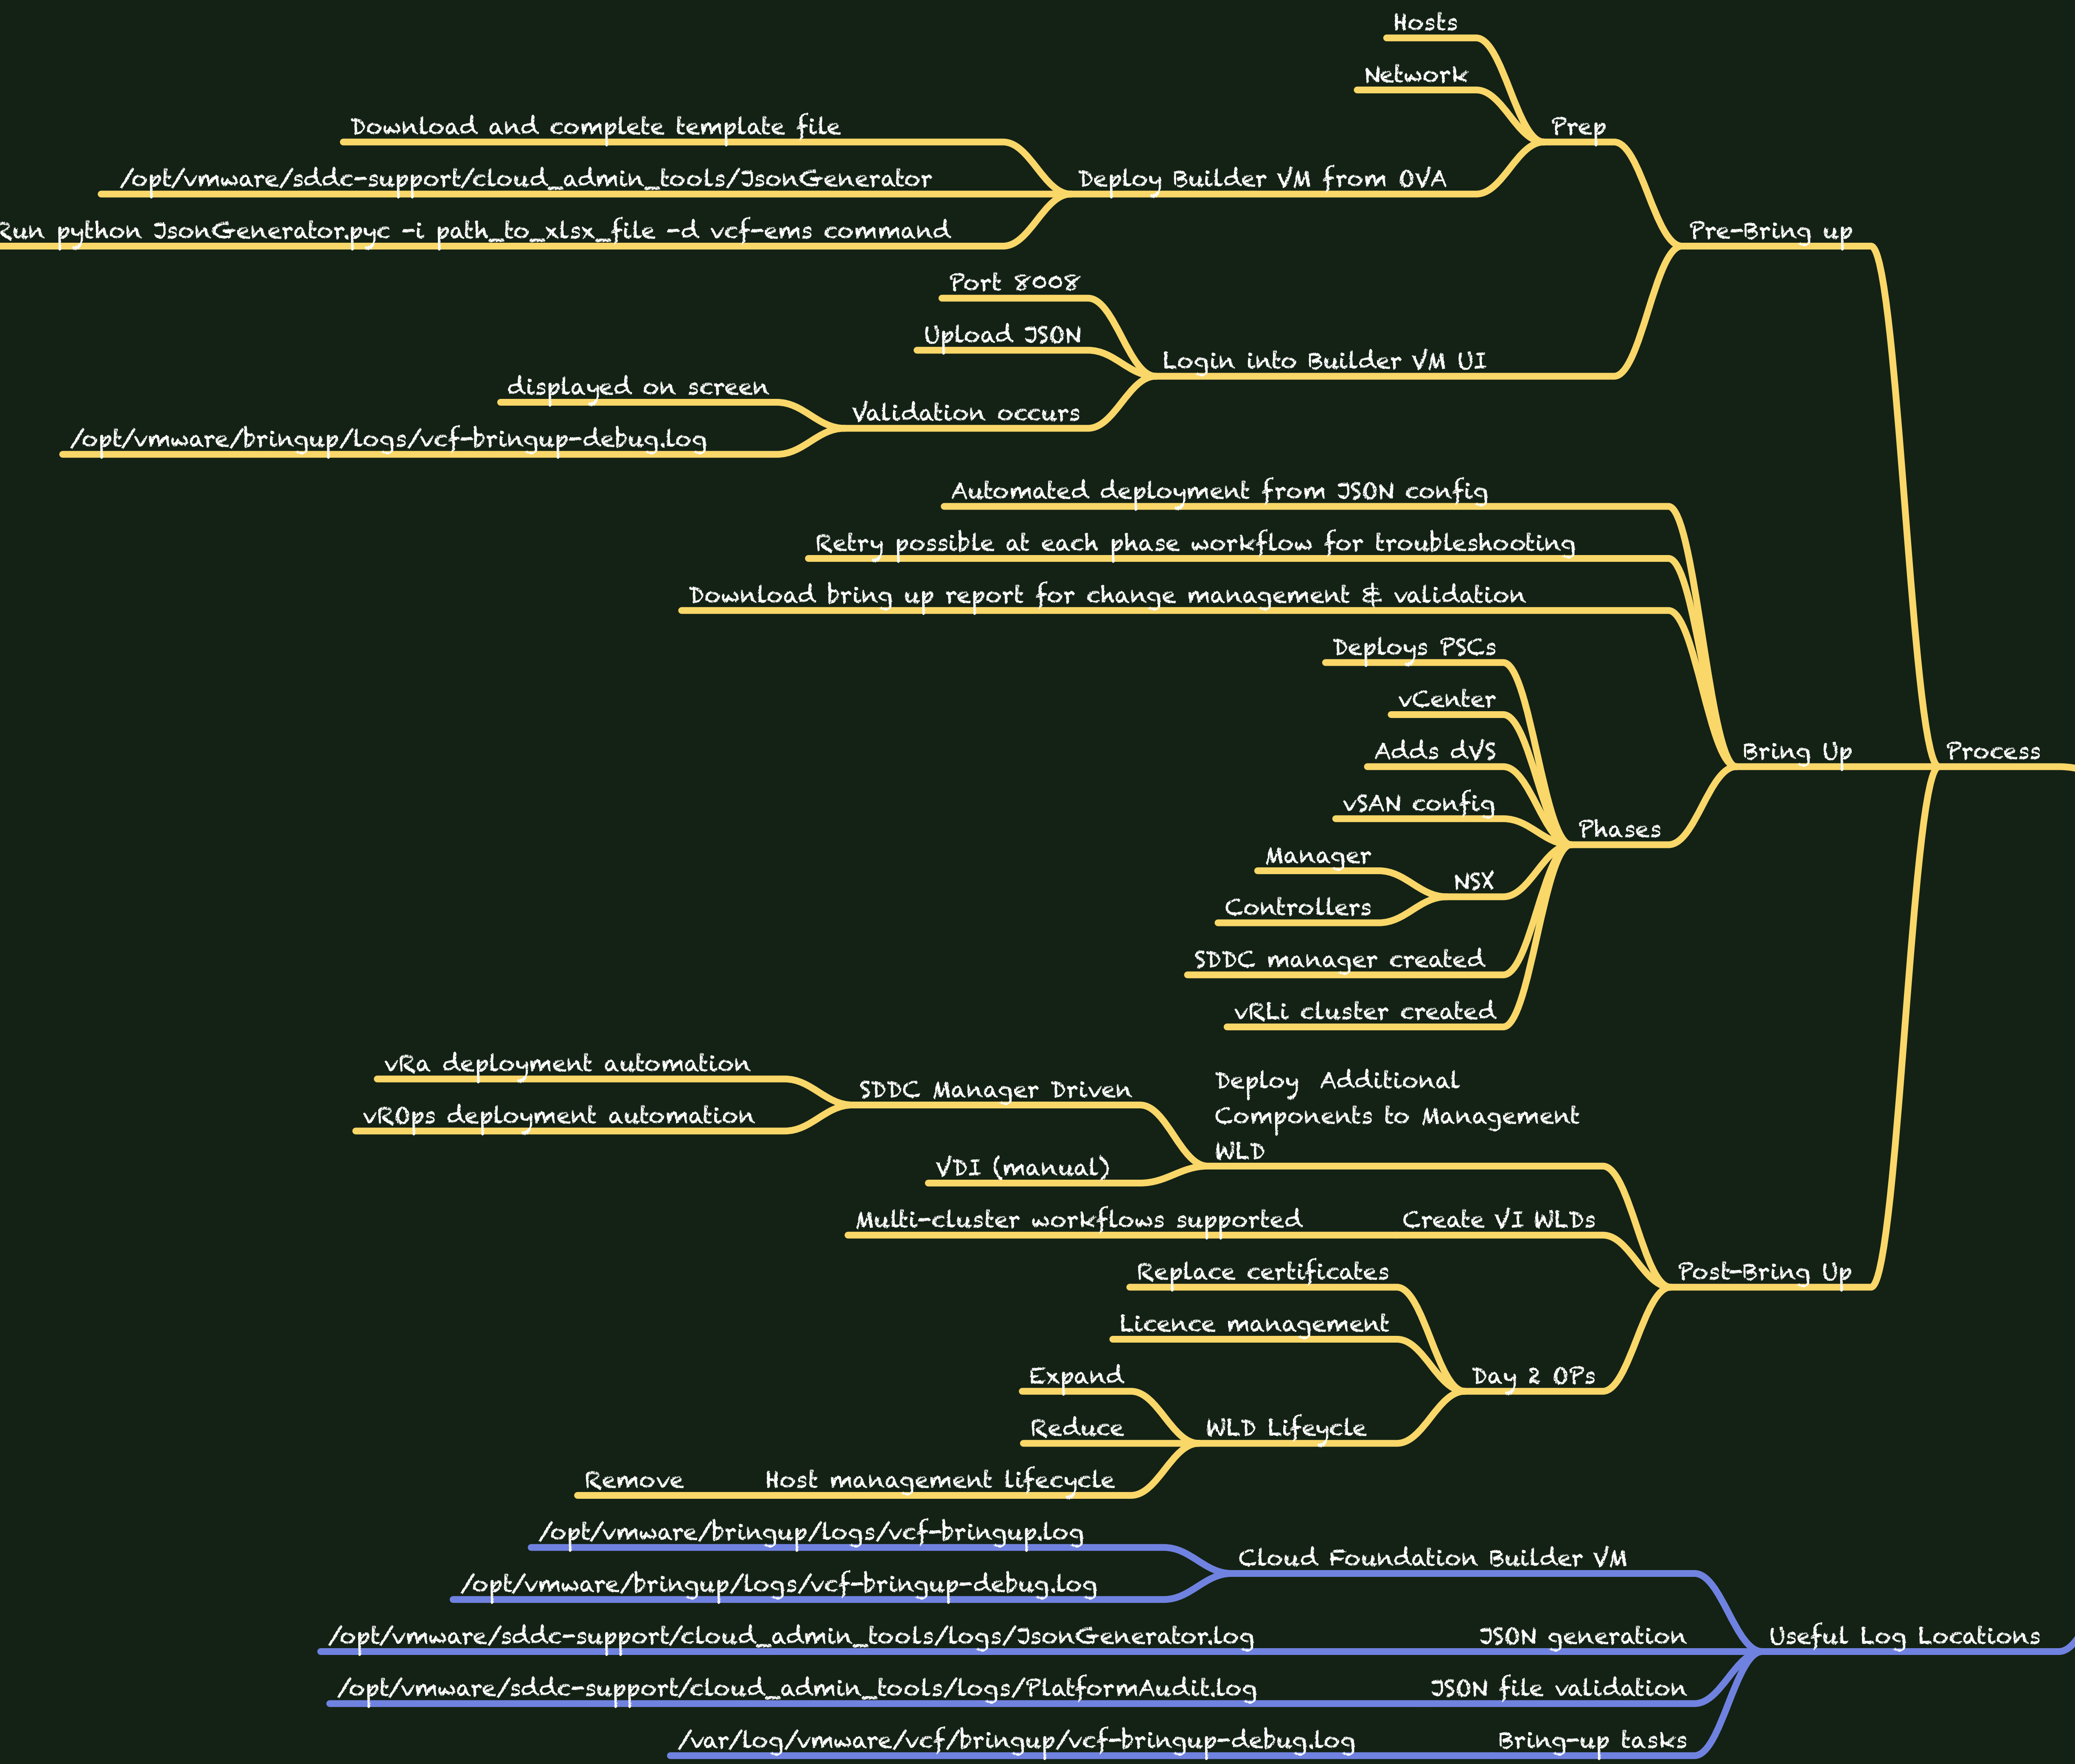 Hosts
Network
Prep
Download and complete template file
/opt/vmware/sddc-support/cloud_admin_tools/JsonGenerator
Deploy Builder VM from OVA
Run python JsonGenerator.pyc -i path_to_xlsx_file -d vcf-ems command
Pre-Bring up
Port 8008
Upload JSON
Login into Builder VM UI
displayed on screen
Validation occurs
/opt/vmware/bringup/logs/vcf-bringup-debug.log
Automated deployment from JSON config
Retry possible at each phase workflow for troubleshooting
Download bring up report for change management & validation
Deploys PSCs
vCenter
Adds dVS
Bring Up
Process
vSAN config
Phases
Manager
NSX
Controllers
SDDC manager created
vRLi cluster created
vRa deployment automation
SDDC Manager Driven
vROps deployment automation
Deploy  Additional
Components to Management
WLD
VDI (manual)
Multi-cluster workflows supported
Create VI WLDs
Replace certificates
Post-Bring Up
Licence management
Expand
Day 2 OPs
Reduce
WLD Lifeycle
Remove
Host management lifecycle
/opt/vmware/bringup/logs/vcf-bringup.log
Cloud Foundation Builder VM
/opt/vmware/bringup/logs/vcf-bringup-debug.log
/opt/vmware/sddc-support/cloud_admin_tools/logs/JsonGenerator.log
JSON generation
Useful Log Locations
/opt/vmware/sddc-support/cloud_admin_tools/logs/PlatformAudit.log
JSON file validation
/var/log/vmware/vcf/bringup/vcf-bringup-debug.log
Bring-up tasks